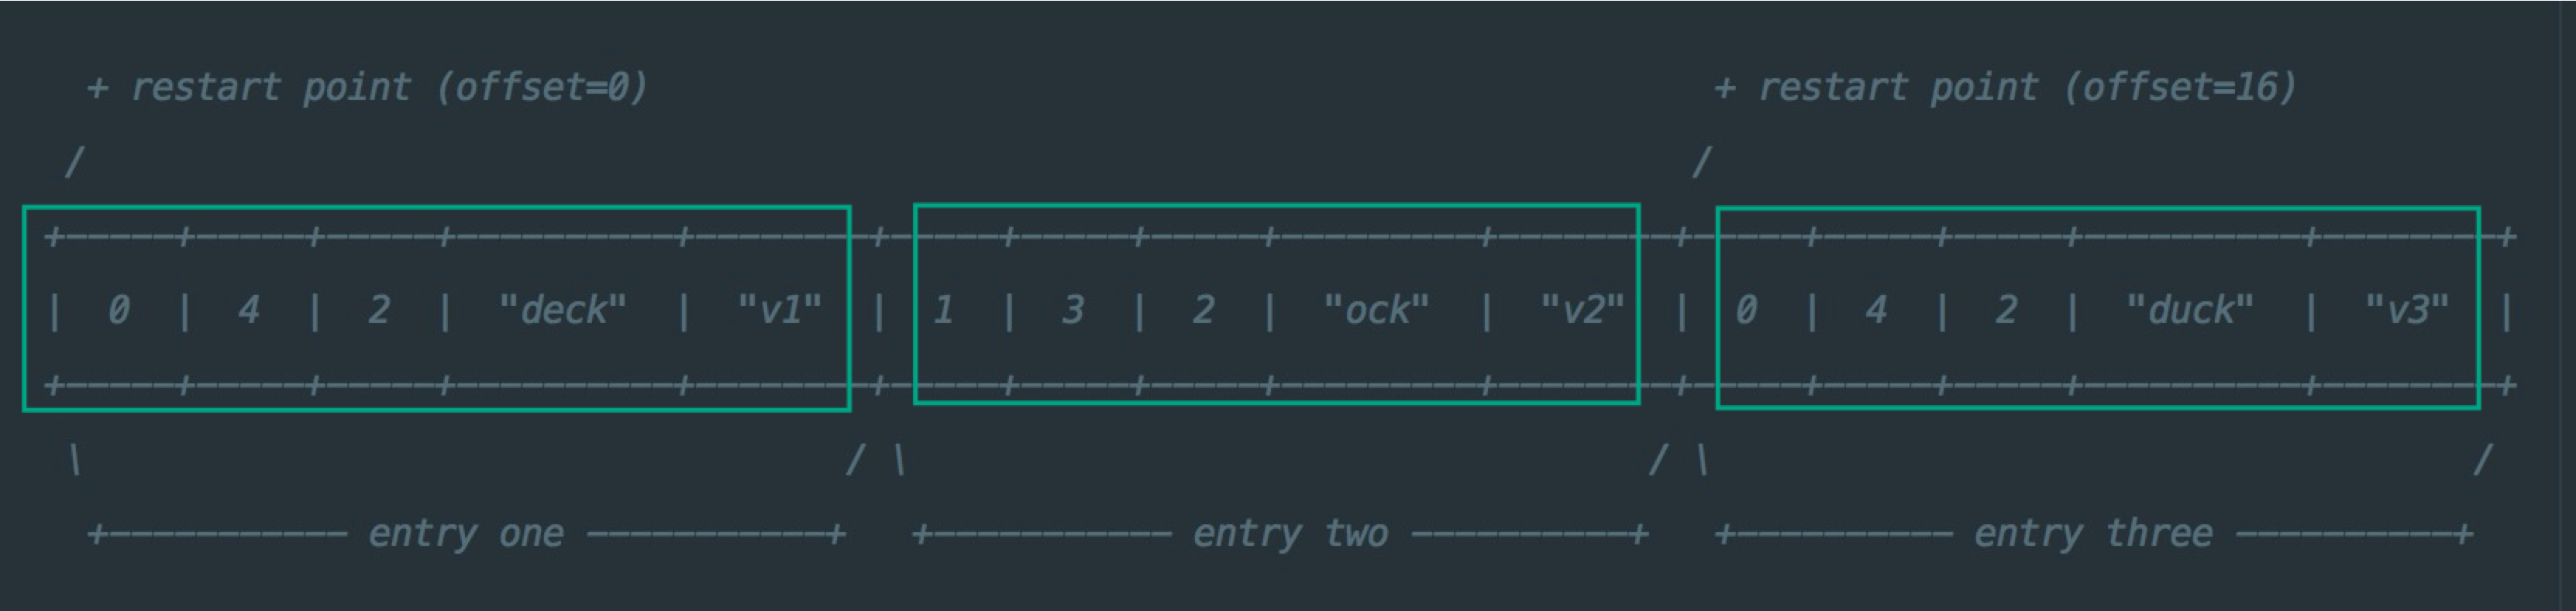 + restart point (offset=0)                                                 + restart point (offset=16)
 /                                                                          /
+-----+-----+-----+----------+--------+-----+-----+-----+---------+--------+-----+-----+-----+----------+--------+
|  0  |  4  |  2  |  "deck"  |  "v1"  |  1  |  3  |  2  |  "ock"  |  "v2"  |  0  |  4  |  2  |  "duck"  |  "v3"  |
+-----+-----+-----+----------+--------+-----+-----+-----+---------+--------+-----+-----+-----+----------+--------+
 \                                   / \                                  / \                                   /
  +----------- entry one -----------+   +----------- entry two ----------+   +---------- entry three ----------+